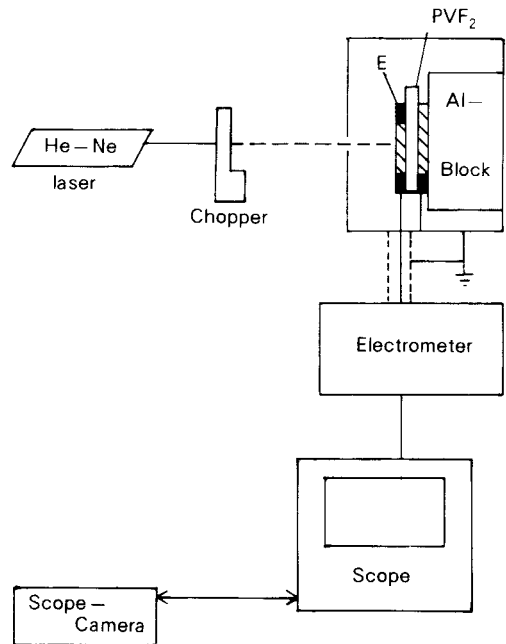 PVF₂
E
Al–
He–Ne
Block
laser
Chopper
Electrometer
Scope
Scope–
Camera